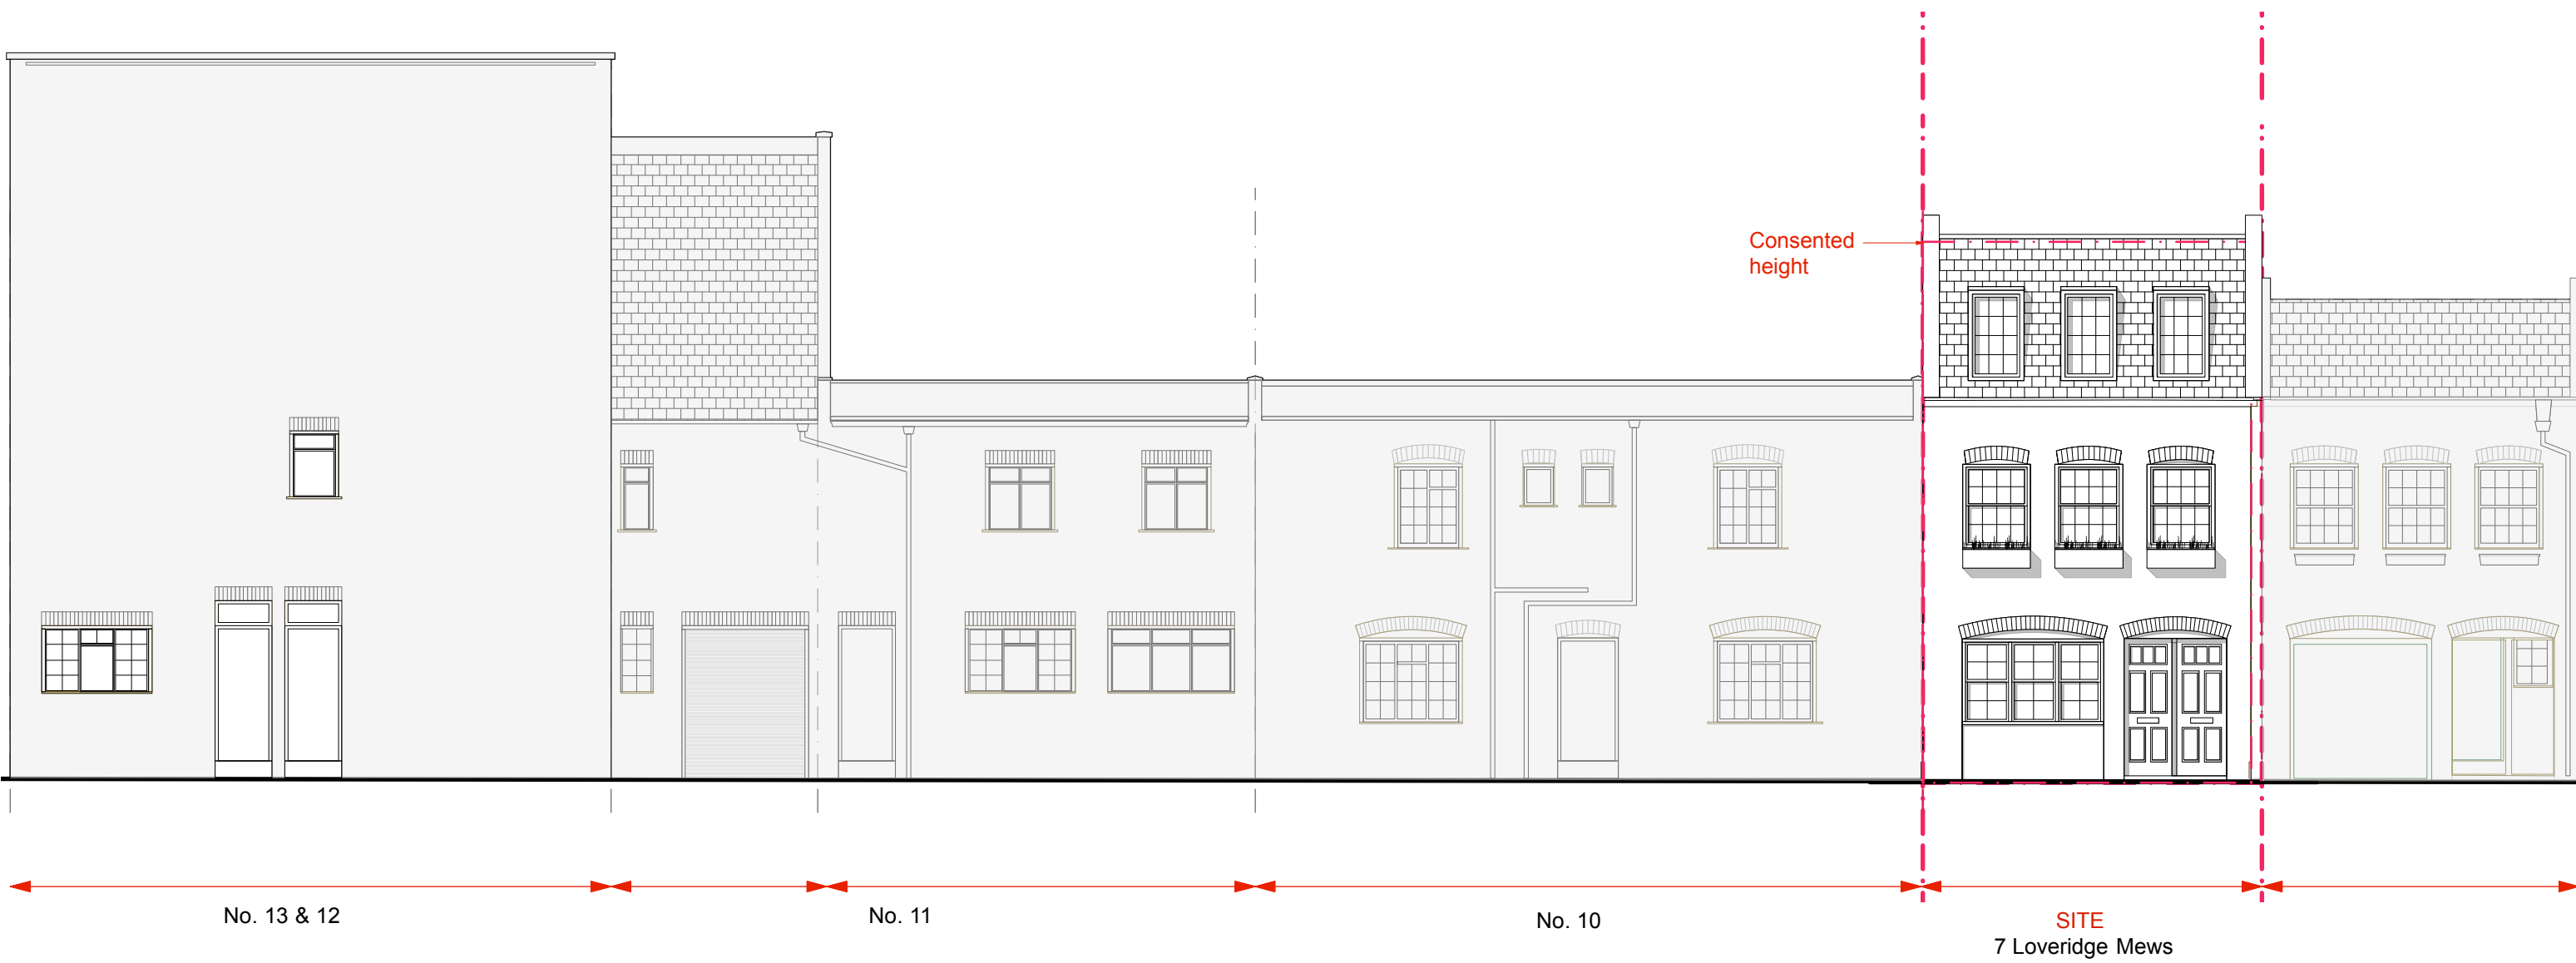 Consented
height
No. 13 & 12
No. 11
No. 10
SITE
7 Loveridge Mews